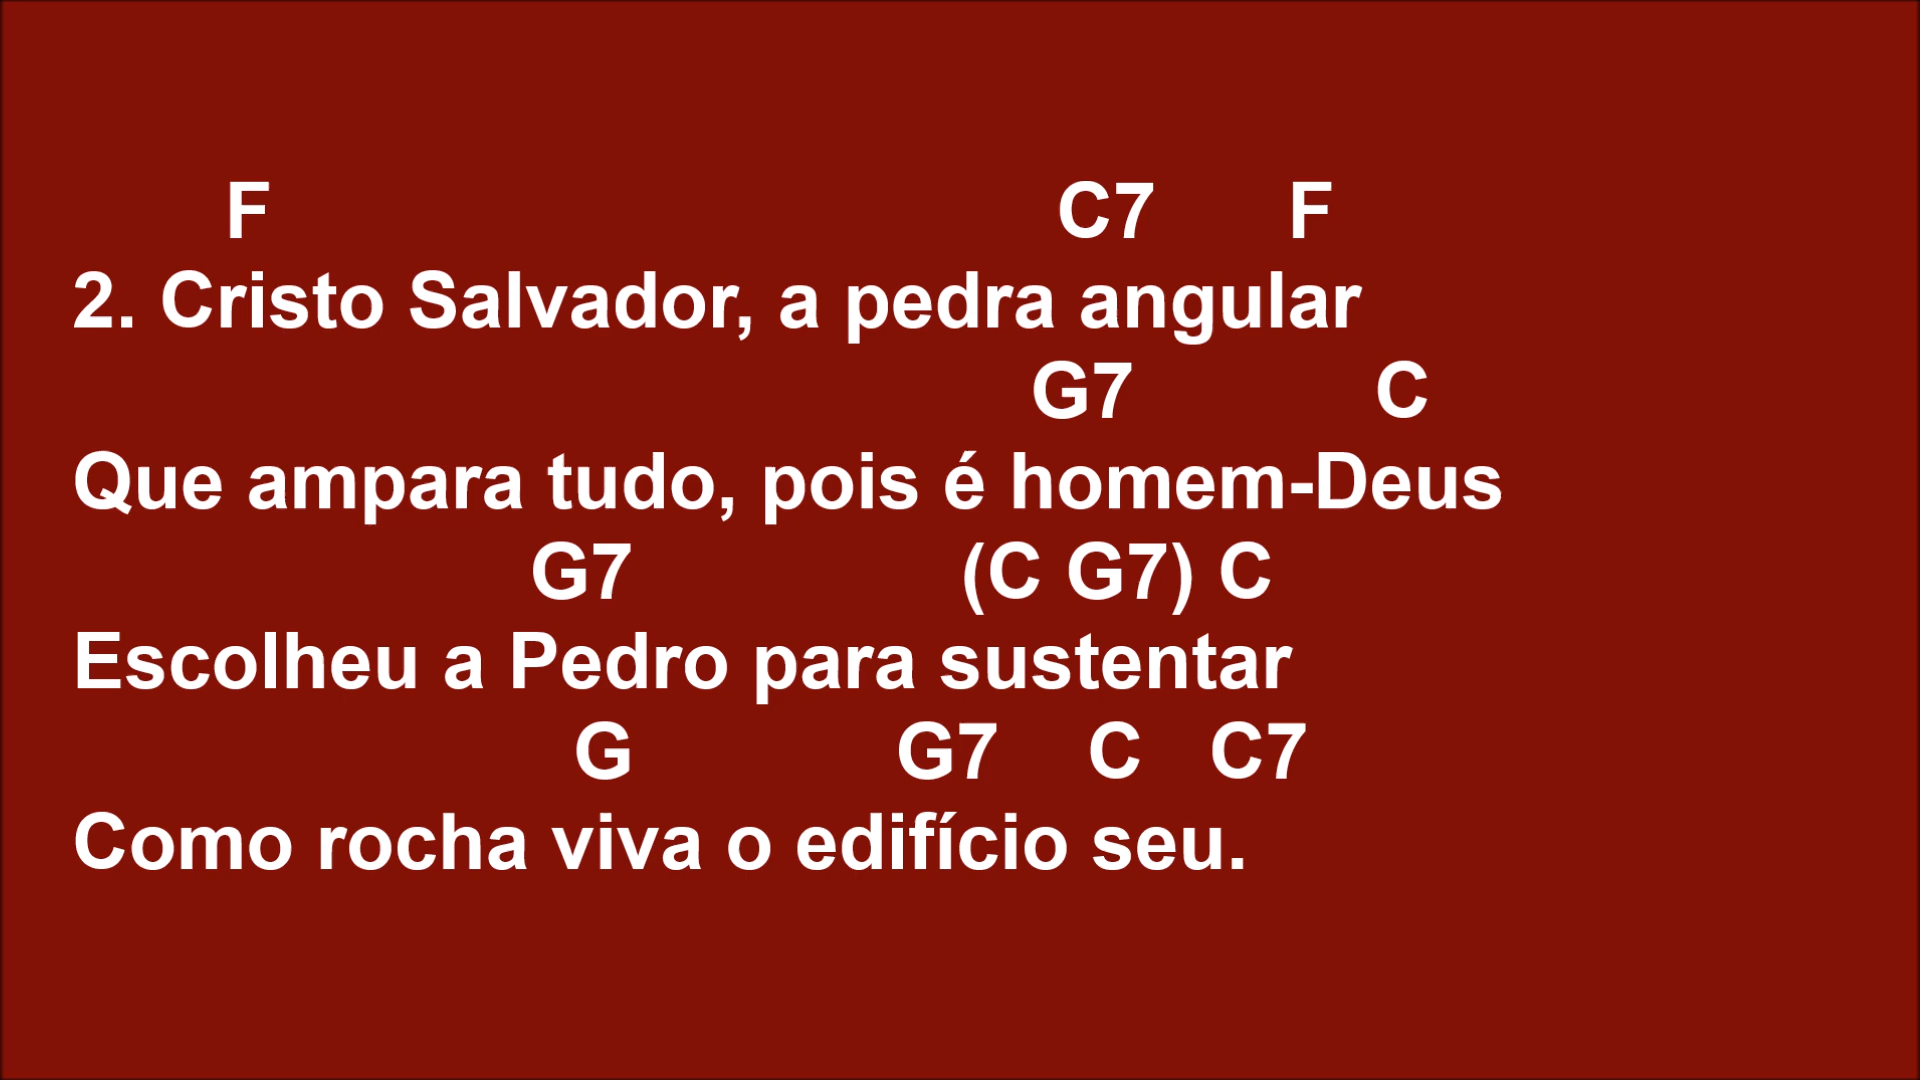 F C7 F
2. Cristo Salvador, a pedra angular
G7 C
Que ampara tudo, pois é homem-Deus
G7 (C G7) C
Escolheu a Pedro para sustentar
G G7 C C7
Como rocha viva o edifício seu.